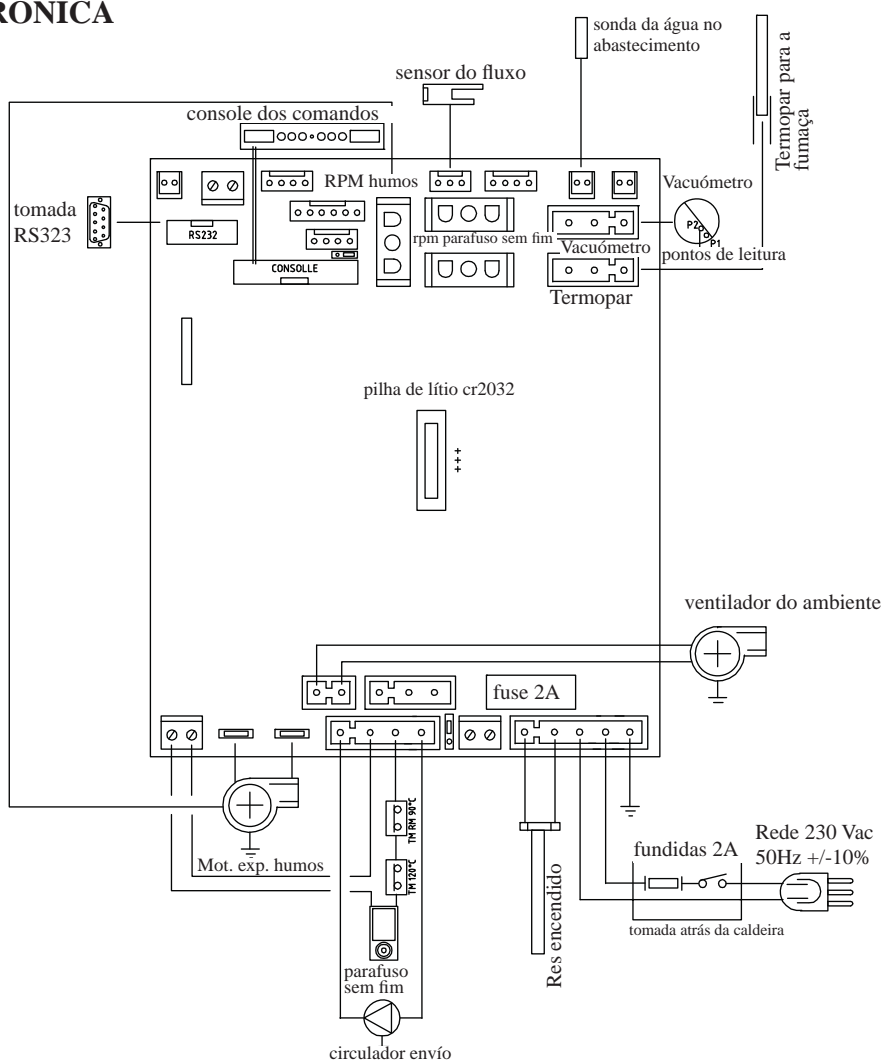 RÓNICA
sonda da água no
abastecimento
sensor do fluxo
Termopar para a
fumaça
console dos comandos
RPM humos
Vacuómetro
tomada
RS323
RS232
rpm parafuso sem fim
P2
P1
Vacuómetro
pontos de leitura
CONSOLLE
Termopar
pilha de lítio cr2032
+++
ventilador do ambiente
fuse 2A
TM RM 90°C
Mot. exp. humos
TM 120°C
Res encendido
fundidas 2A
Rede 230 Vac
50Hz +/-10%
tomada atrás da caldeira
parafuso
sem fim
circulador envío